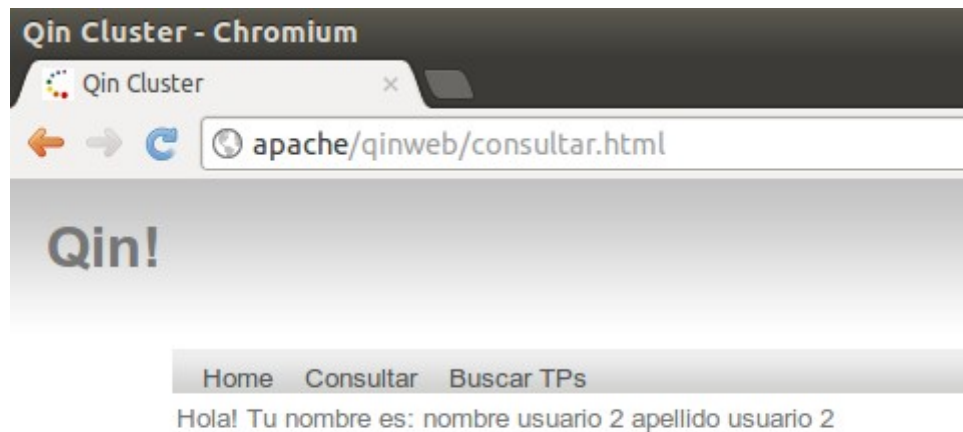 Qin Cluster - Chromium
Qin Cluster
apache/qinweb/consultar.html
Qin!
Home Consultar Buscar TPs
Hola! Tu nombre es: nombre usuario 2 apellido usuario 2